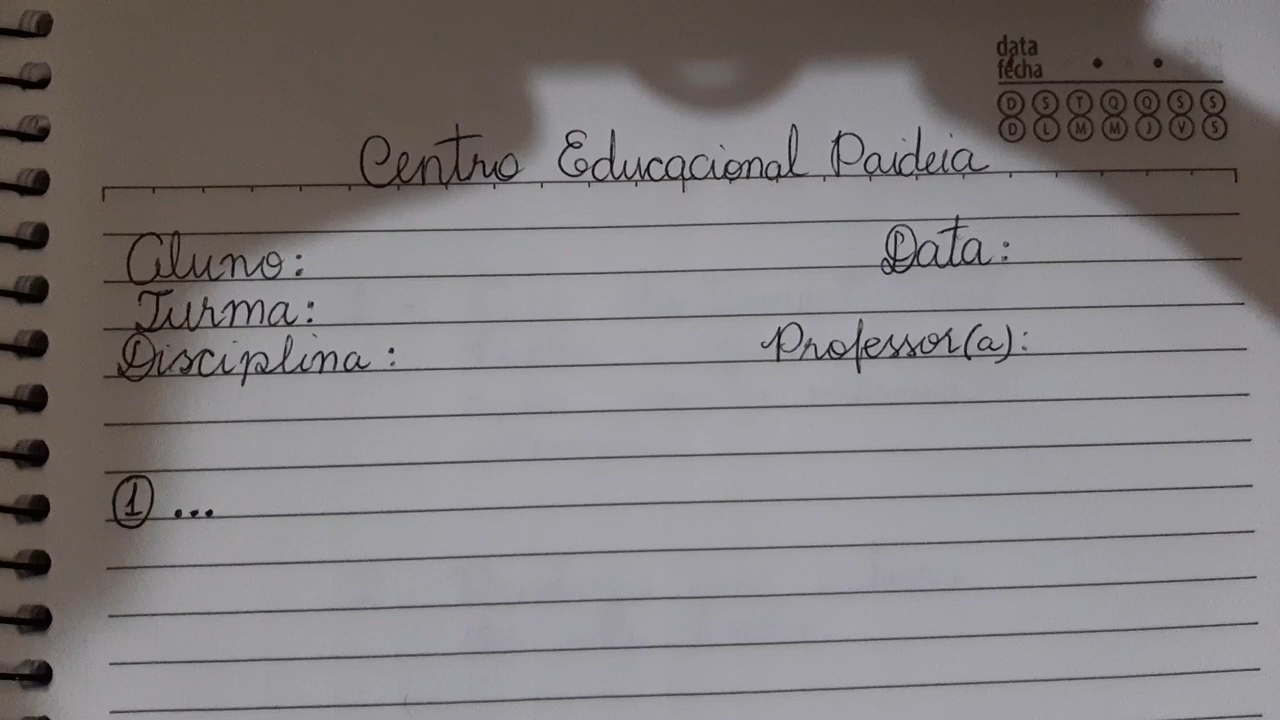 data
fecha
D S T Q Q S S
D L M M J V S
Centro Educacional Paideia
Aluno: Data:
Turma:
Disciplina: Professor(a):
1 ...